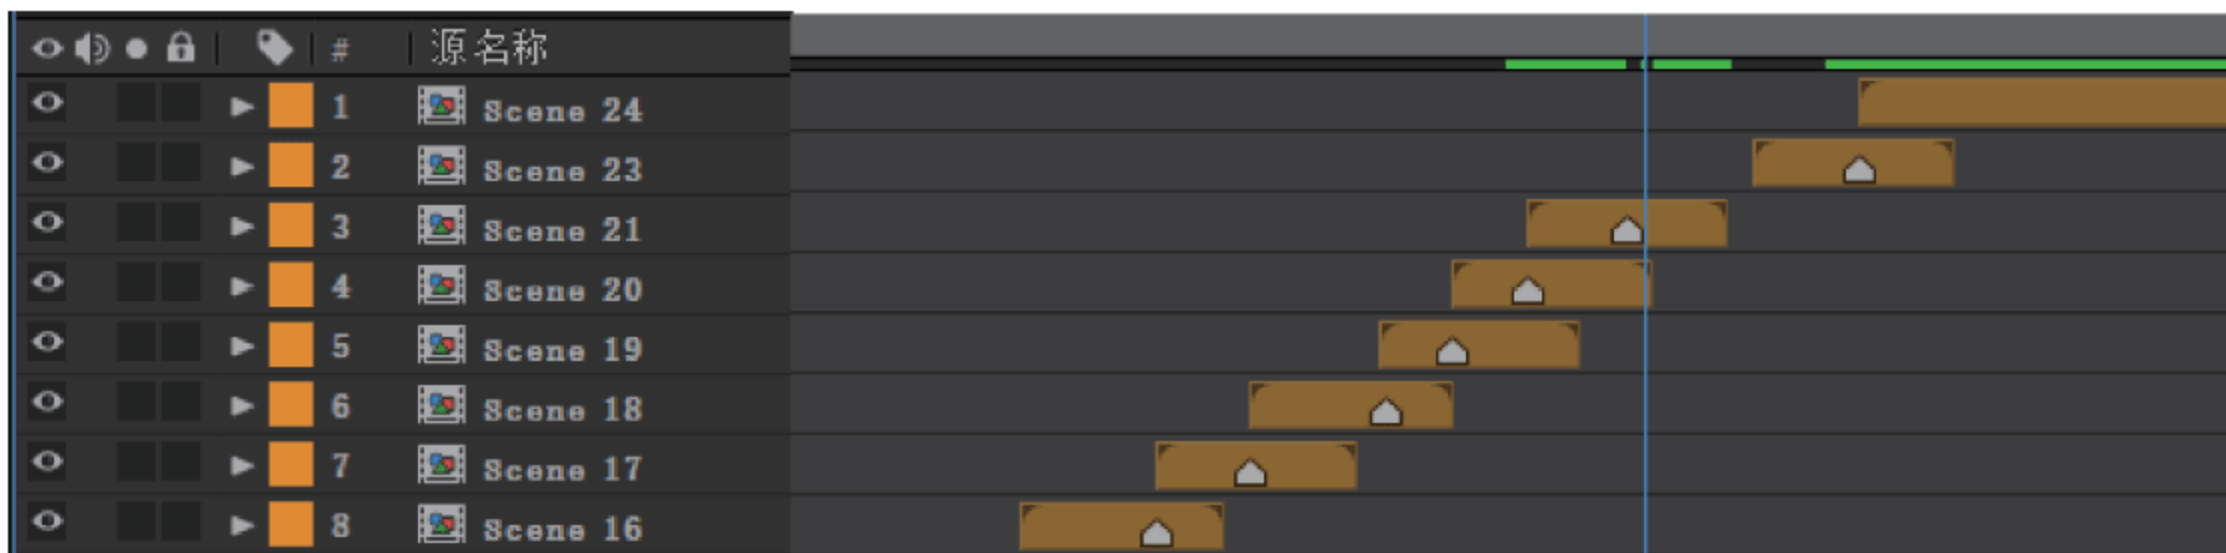 # 源名称
1 Scene 24
2 Scene 23
3 Scene 21
4 Scene 20
5 Scene 19
6 Scene 18
7 Scene 17
8 Scene 16